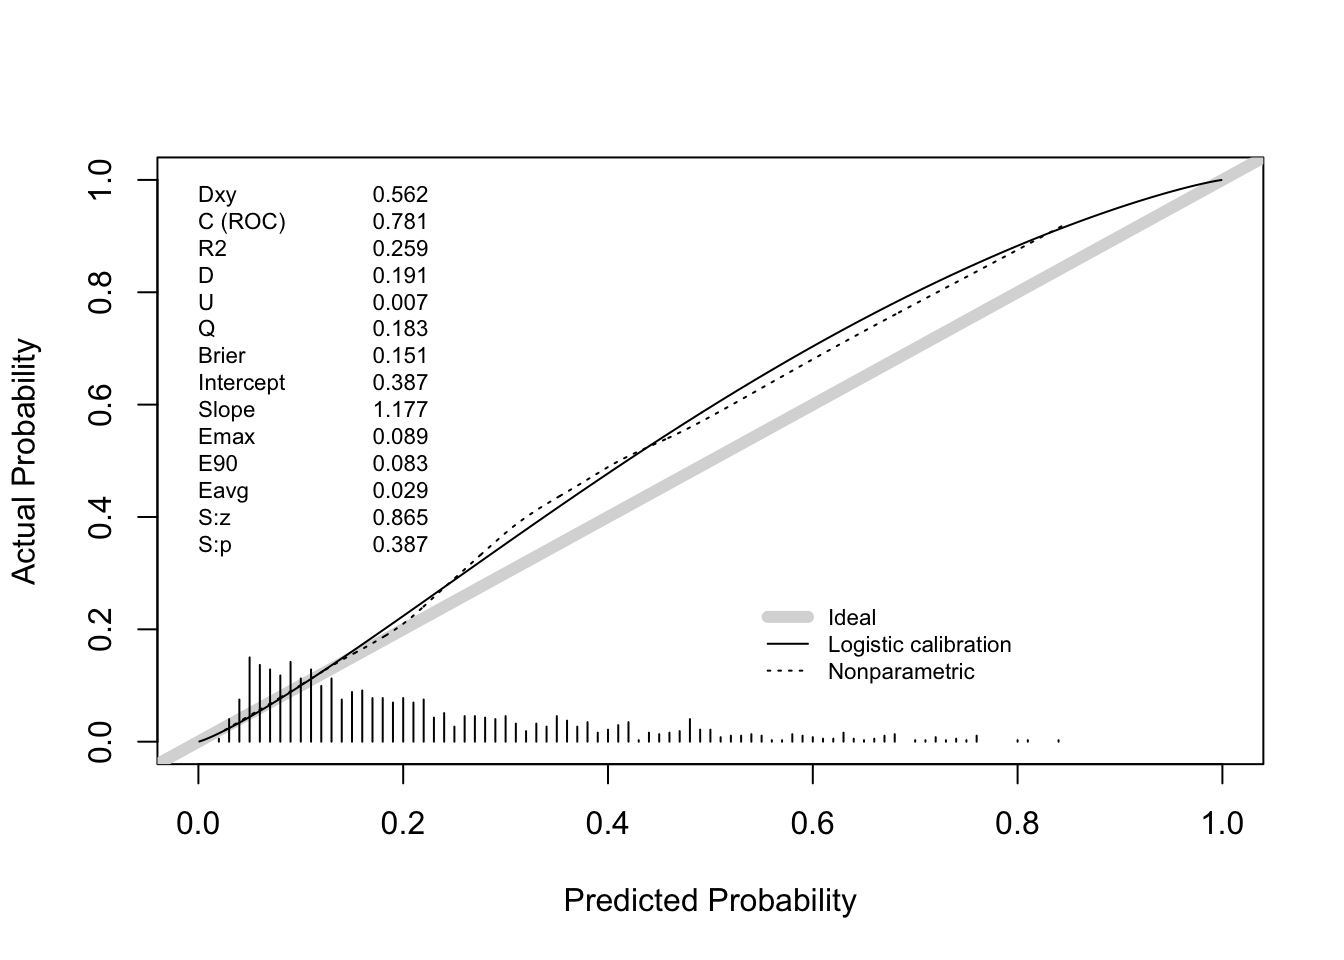 Dxy 0.562
C (ROC) 0.781
R2 0.259
D 0.191
U 0.007
Q 0.183
Brier 0.151
Intercept 0.387
Slope 1.177
Emax 0.089
E90 0.083
Eavg 0.029
S:z 0.865
S:p 0.387
Ideal
Logistic calibration
Nonparametric
Actual Probability
1.0
0.8
0.6
0.4
0.2
0.0
0.0 0.2 0.4 0.6 0.8 1.0
Predicted Probability